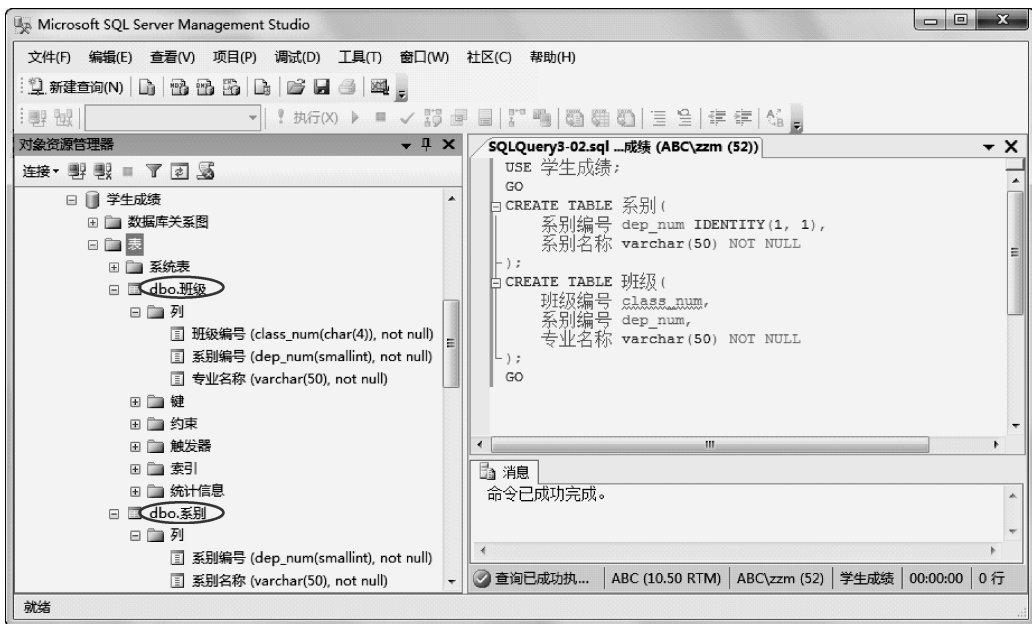 Microsoft SQL Server Management Studio
文件(F) 编辑(E) 查看(V) 项目(P) 调试(D) 工具(T) 窗口(W) 社区(C) 帮助(H)
新建查询(N)
执行(X)
对象资源管理器
连接
学生成绩
数据库关系图
表
系统表
dbo.班级
列
班级编号 (class_num(char(4)), not null)
系别编号 (dep_num(smallint), not null)
专业名称 (varchar(50), not null)
键
约束
触发器
索引
统计信息
dbo.系别
列
系别编号 (dep_num(smallint), not null)
系别名称 (varchar(50), not null)
SQLQuery3-02.sql ...成绩 (ABC\zzm (52))
USE 学生成绩;
GO
CREATE TABLE 系别(
系别编号 dep_num IDENTITY(1, 1),
系别名称 varchar(50) NOT NULL
);
CREATE TABLE 班级(
班级编号 class_num,
系别编号 dep_num,
专业名称 varchar(50) NOT NULL
);
GO
消息
命令已成功完成。
查询已成功执... ABC (10.50 RTM) ABC\zzm (52) 学生成绩 00:00:00 0 行
就绪